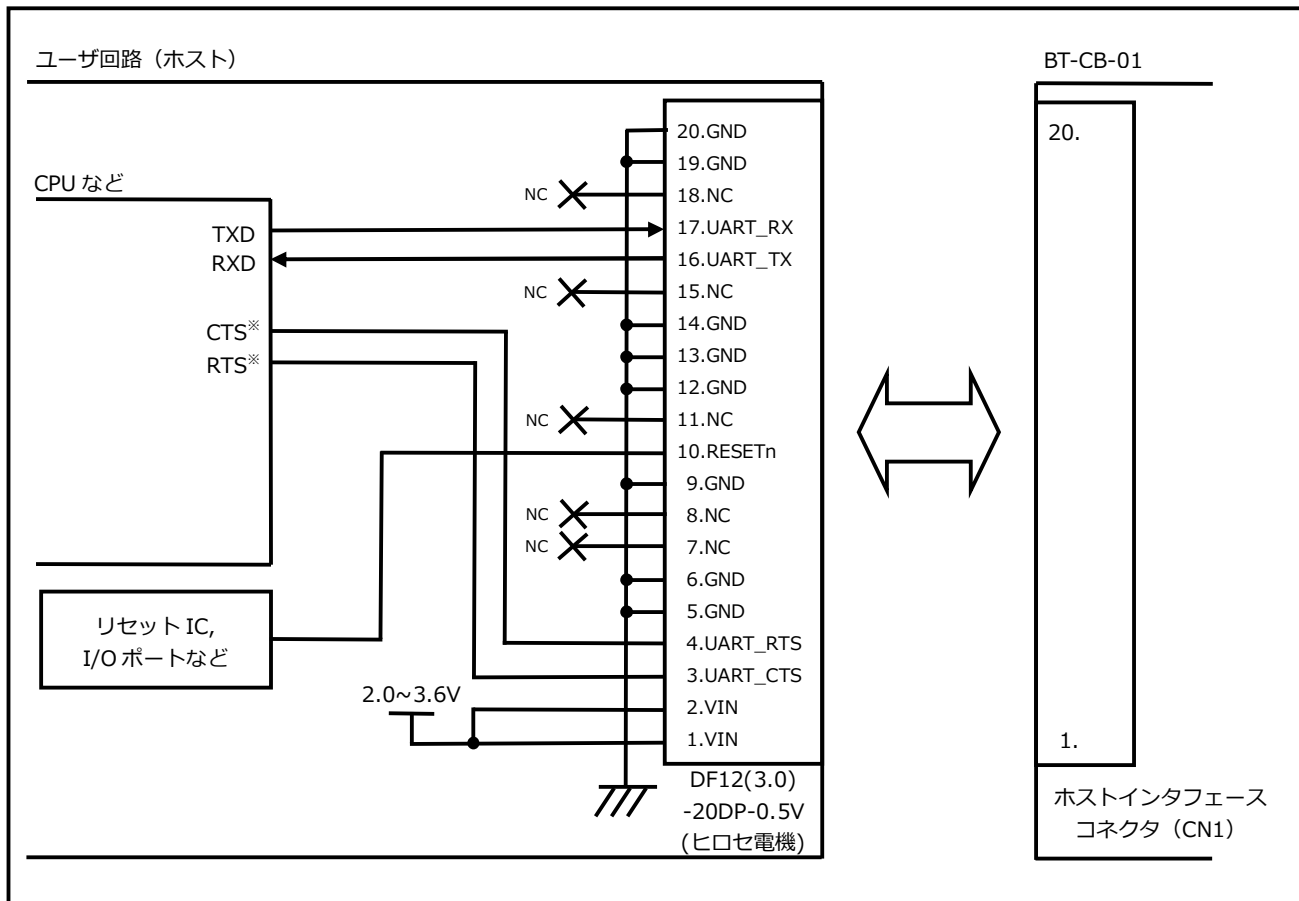 ユーザ回路（ホスト）
BT-CB-01
CPU など
TXD
RXD
CTS※
RTS※
リセット IC,
I/O ポートなど
2.0~3.6V
NC
NC
NC
NC
NC
20.GND
19.GND
18.NC
17.UART_RX
16.UART_TX
15.NC
14.GND
13.GND
12.GND
11.NC
10.RESETn
9.GND
8.NC
7.NC
6.GND
5.GND
4.UART_RTS
3.UART_CTS
2.VIN
1.VIN
DF12(3.0)
-20DP-0.5V
(ヒロセ電機)
20.
1.
ホストインタフェース
コネクタ（CN1）